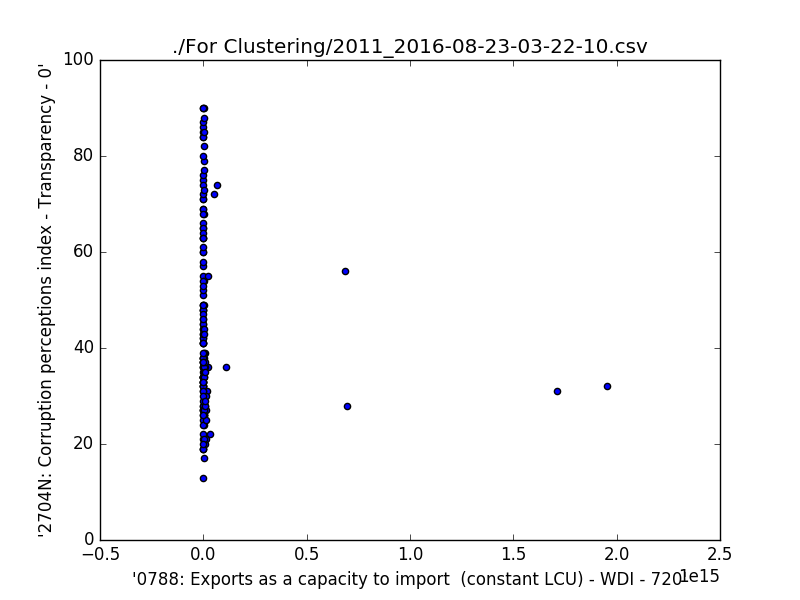 ./For Clustering/2011_2016-08-23-03-22-10.csv
'2704N: Corruption perceptions index - Transparency - 0'
100
80
60
40
20
0
−0.5 0.0 0.5 1.0 1.5 2.0 2.5
1e15
'0788: Exports as a capacity to import  (constant LCU) - WDI - 720